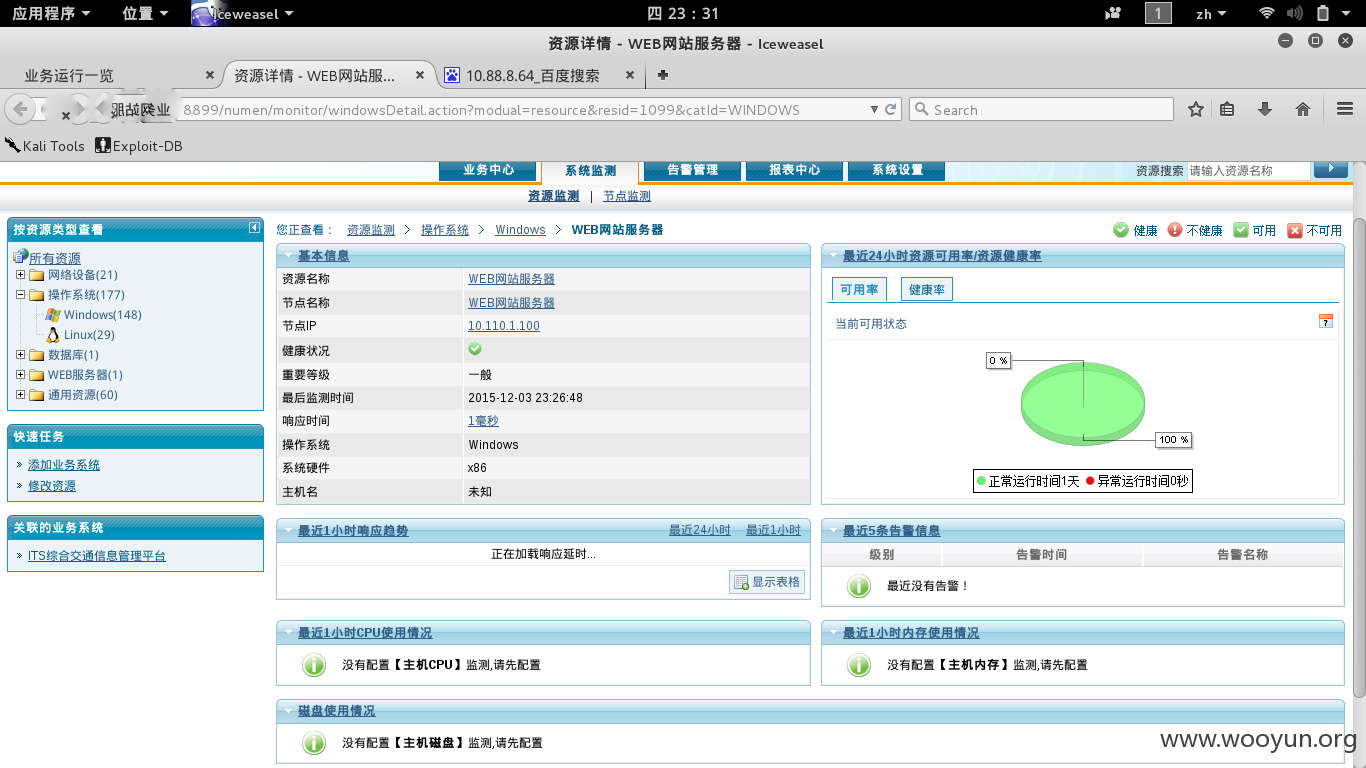 应用程序 位置 Iceweasel 四 23：31 1 zh
资源详情 - WEB网站服务器 - Iceweasel
业务运行一览 资源详情 - WEB网站服... 10.88.8.64_百度搜索
8899/numen/monitor/windowsDetail.action?modual=resource&resid=1099&catId=WINDOWS Search
Kali Tools Exploit-DB
业务中心 系统监测 告警管理 报表中心 系统设置 资源搜索 请输入资源名称
资源监测 | 节点监测
按资源类型查看
所有资源
网络设备(21)
操作系统(177)
Windows(148)
Linux(29)
数据库(1)
WEB服务器(1)
通用资源(60)
快速任务
添加业务系统
修改资源
关联的业务系统
ITS综合交通信息管理平台
您正查看： 资源监测 操作系统 Windows WEB网站服务器
健康 不健康 可用 不可用
基本信息
资源名称 WEB网站服务器
节点名称 WEB网站服务器
节点IP 10.110.1.100
健康状况
重要等级 一般
最后监测时间 2015-12-03 23:26:48
响应时间 1毫秒
操作系统 Windows
系统硬件 x86
主机名 未知
最近24小时资源可用率/资源健康率
可用率 健康率
当前可用状态
0 %
100 %
正常运行时间1天 异常运行时间0秒
最近1小时响应趋势 最近24小时 最近1小时
正在加载响应延时...
显示表格
最近5条告警信息
级别 告警时间 告警名称
最近没有告警！
最近1小时CPU使用情况
没有配置【主机CPU】监测,请先配置
最近1小时内存使用情况
没有配置【主机内存】监测,请先配置
磁盘使用情况
没有配置【主机磁盘】监测,请先配置
www.wooyun.org